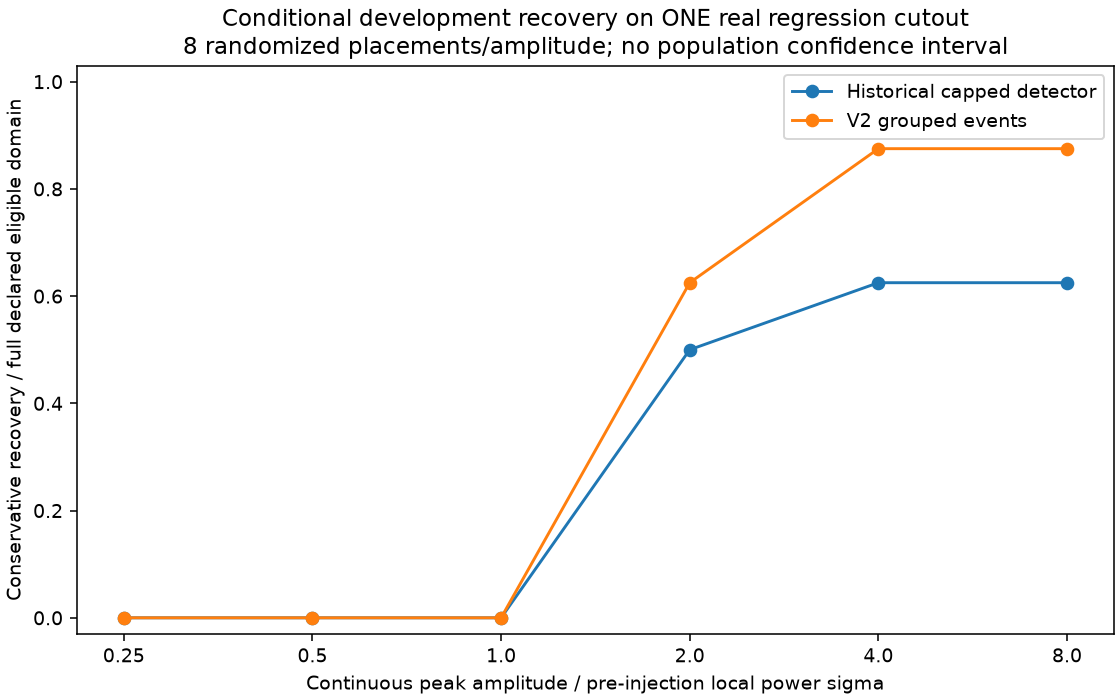 Conditional development recovery on ONE real regression cutout
8 randomized placements/amplitude; no population confidence interval
Conservative recovery / full declared eligible domain
1.0
0.8
0.6
0.4
0.2
0.0
Historical capped detector
V2 grouped events
0.25
0.5
1.0
2.0
4.0
8.0
Continuous peak amplitude / pre-injection local power sigma